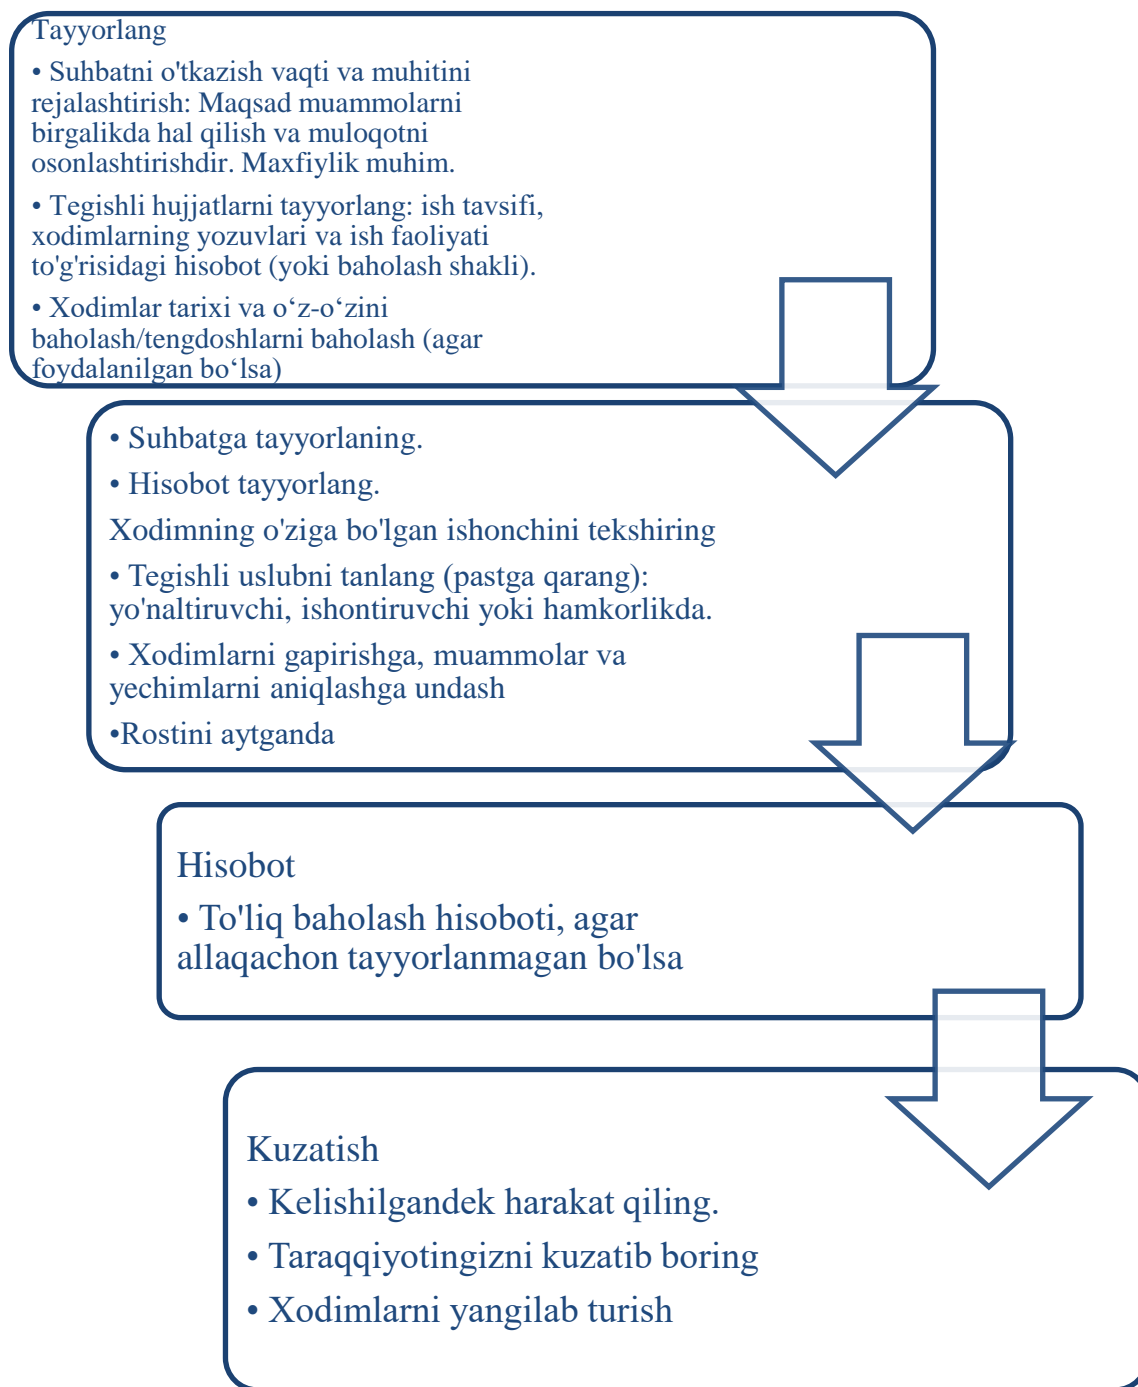 Tayyorlang
• Suhbatni o'tkazish vaqti va muhitini
rejalashtirish: Maqsad muammolarni
birgalikda hal qilish va muloqotni
osonlashtirishdir. Maxfiylik muhim.
• Tegishli hujjatlarni tayyorlang: ish tavsifi,
xodimlarning yozuvlari va ish faoliyati
to'g'risidagi hisobot (yoki baholash shakli).
• Xodimlar tarixi va o‘z-o‘zini
baholash/tengdoshlarni baholash (agar
foydalanilgan bo‘lsa)
• Suhbatga tayyorlaning.
• Hisobot tayyorlang.
Xodimning o'ziga bo'lgan ishonchini tekshiring
• Tegishli uslubni tanlang (pastga qarang):
yo'naltiruvchi, ishontiruvchi yoki hamkorlikda.
• Xodimlarni gapirishga, muammolar va
yechimlarni aniqlashga undash
•Rostini aytganda
Hisobot
• To'liq baholash hisoboti, agar
allaqachon tayyorlanmagan bo'lsa
Kuzatish
• Kelishilgandek harakat qiling.
• Taraqqiyotingizni kuzatib boring
• Xodimlarni yangilab turish